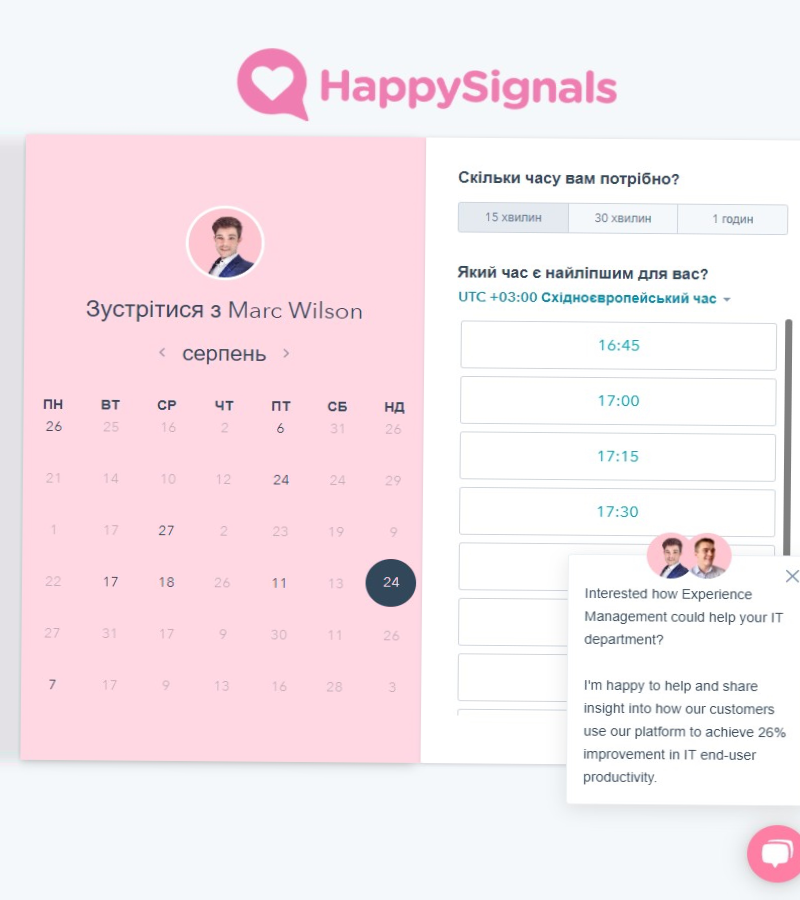 HappySignals
Зустрітися з Marc Wilson
серпень
ПН ВТ СР ЧТ ПТ СБ НД
26 25 16 2 6 31 26
21 14 10 12 24 24 29
1 17 27 2 23 19 9
22 17 18 26 11 13 24
27 31 17 9 30 11 26
7 17 9 13 16 28 3
Скільки часу вам потрібно?
15 хвилин 30 хвилин 1 годин
Який час є найліпшим для вас?
UTC +03:00 Східноєвропейський час
16:45
17:00
17:15
17:30
Interested how Experience
Management could help your IT
department?
I'm happy to help and share
insight into how our customers
use our platform to achieve 26%
improvement in IT end-user
productivity.